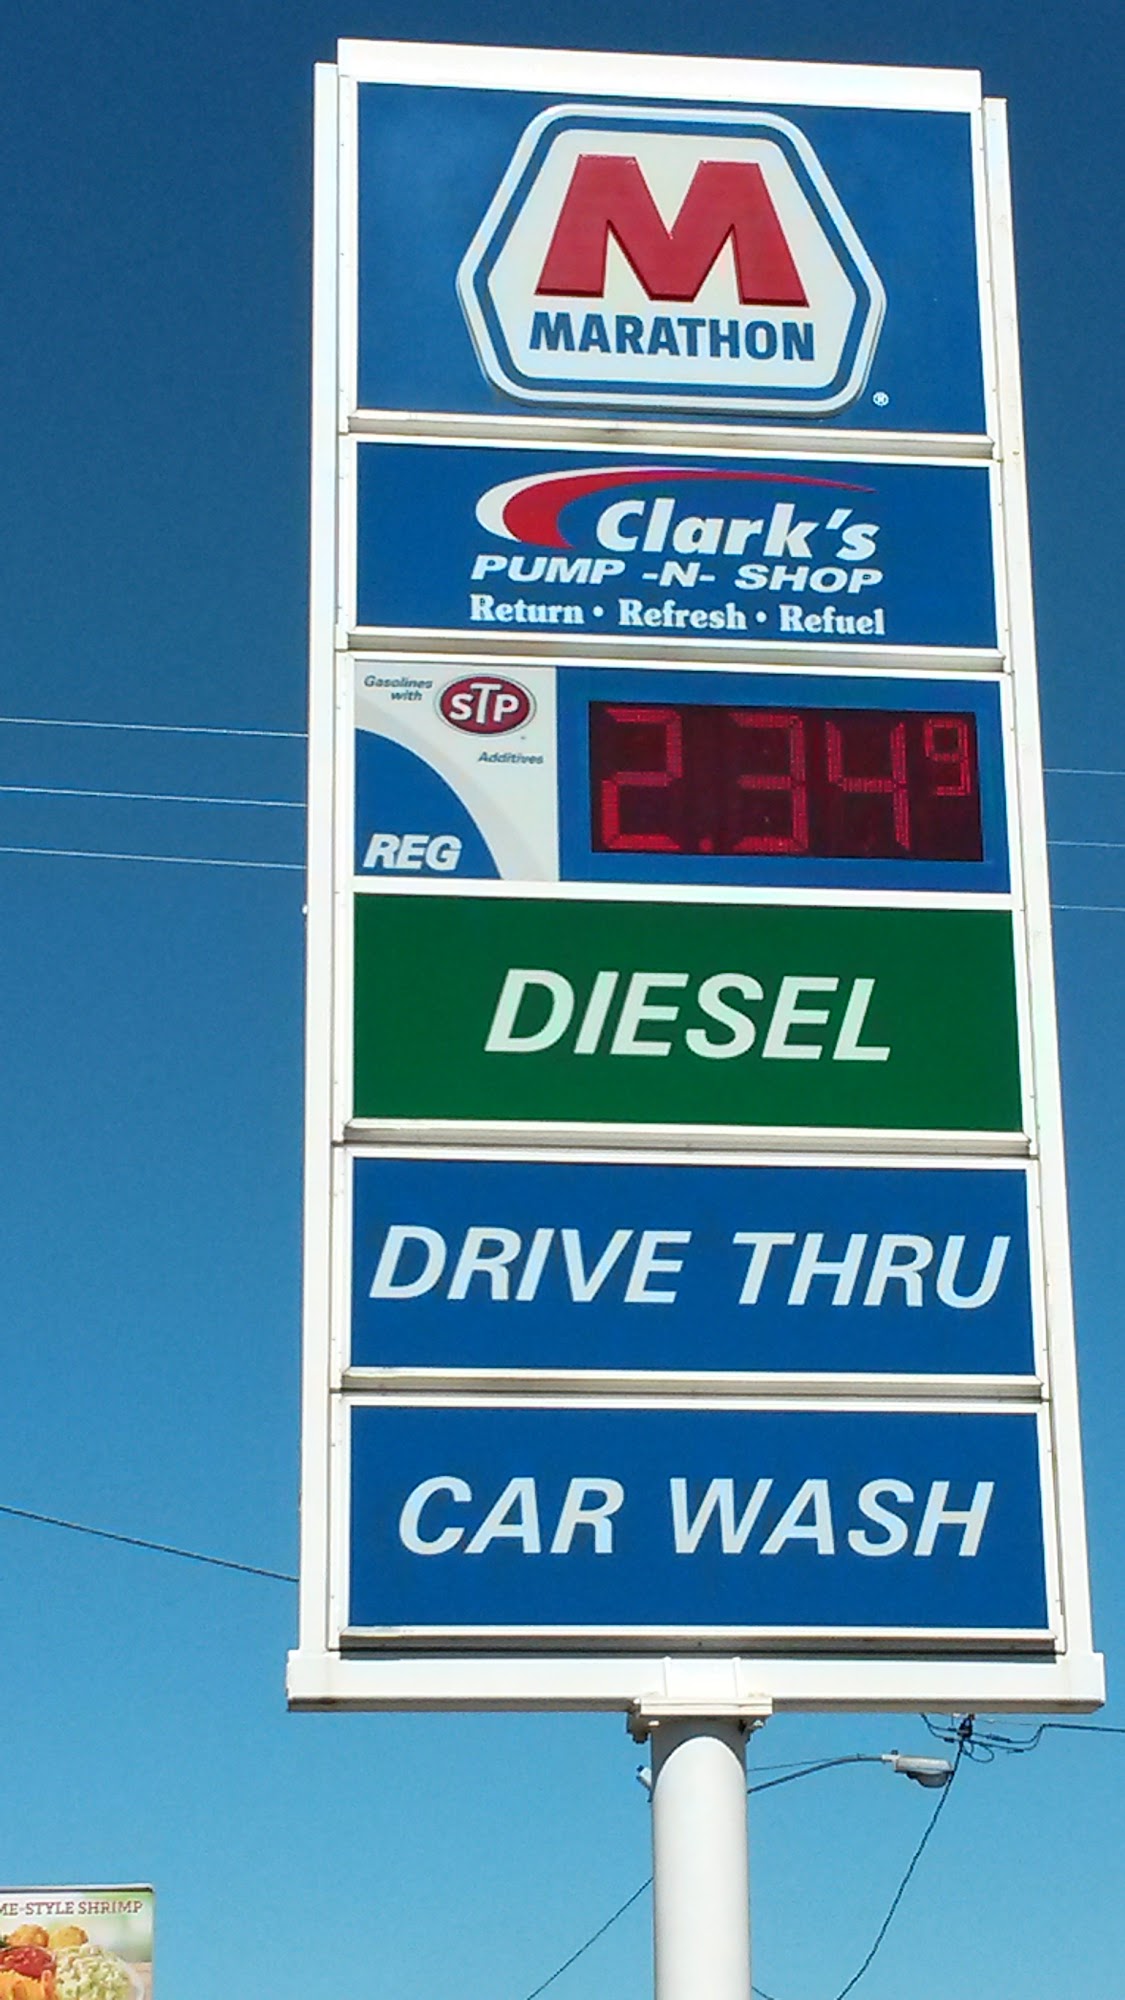 M
MARATHON
®
Clark's
PUMP -N- SHOP
Return • Refresh • Refuel
Gasolines
with
STP
Additives
REG
2.349
DIESEL
DRIVE THRU
CAR WASH
STYLE SHRIMP